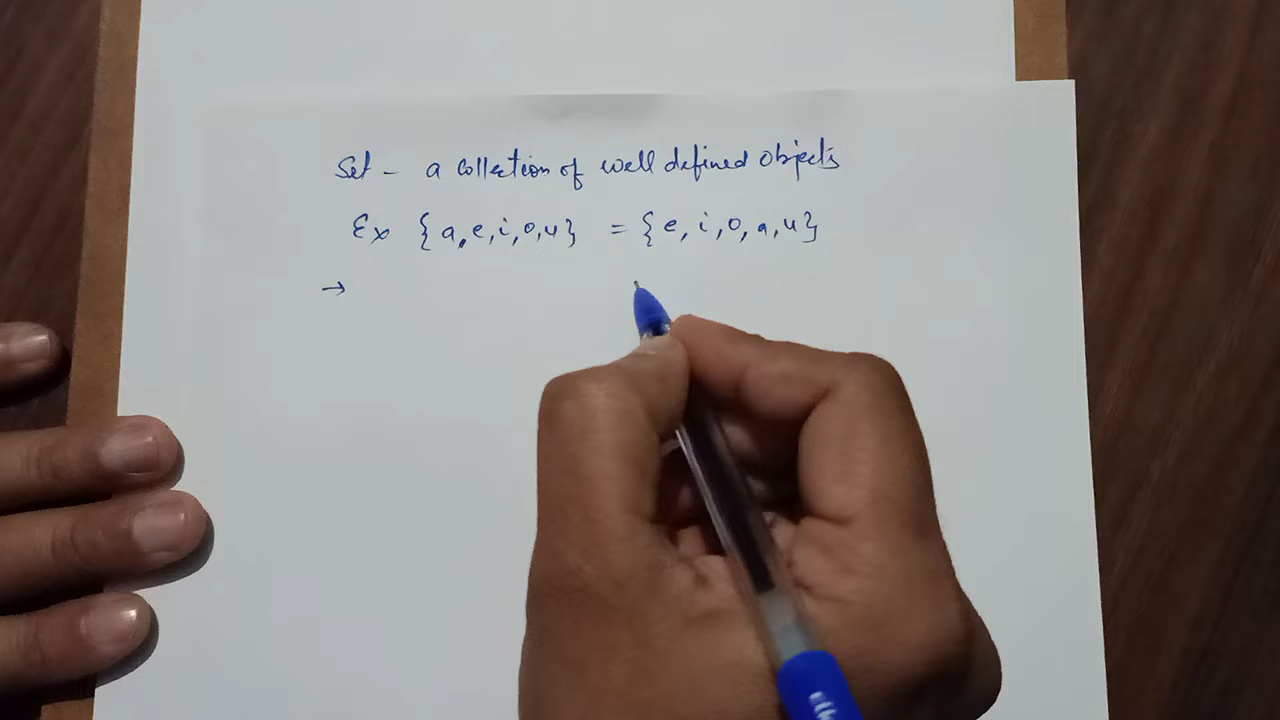 Set - a collection of well defined objects
Ex {a,e,i,o,u} = {e,i,o,a,u}
→